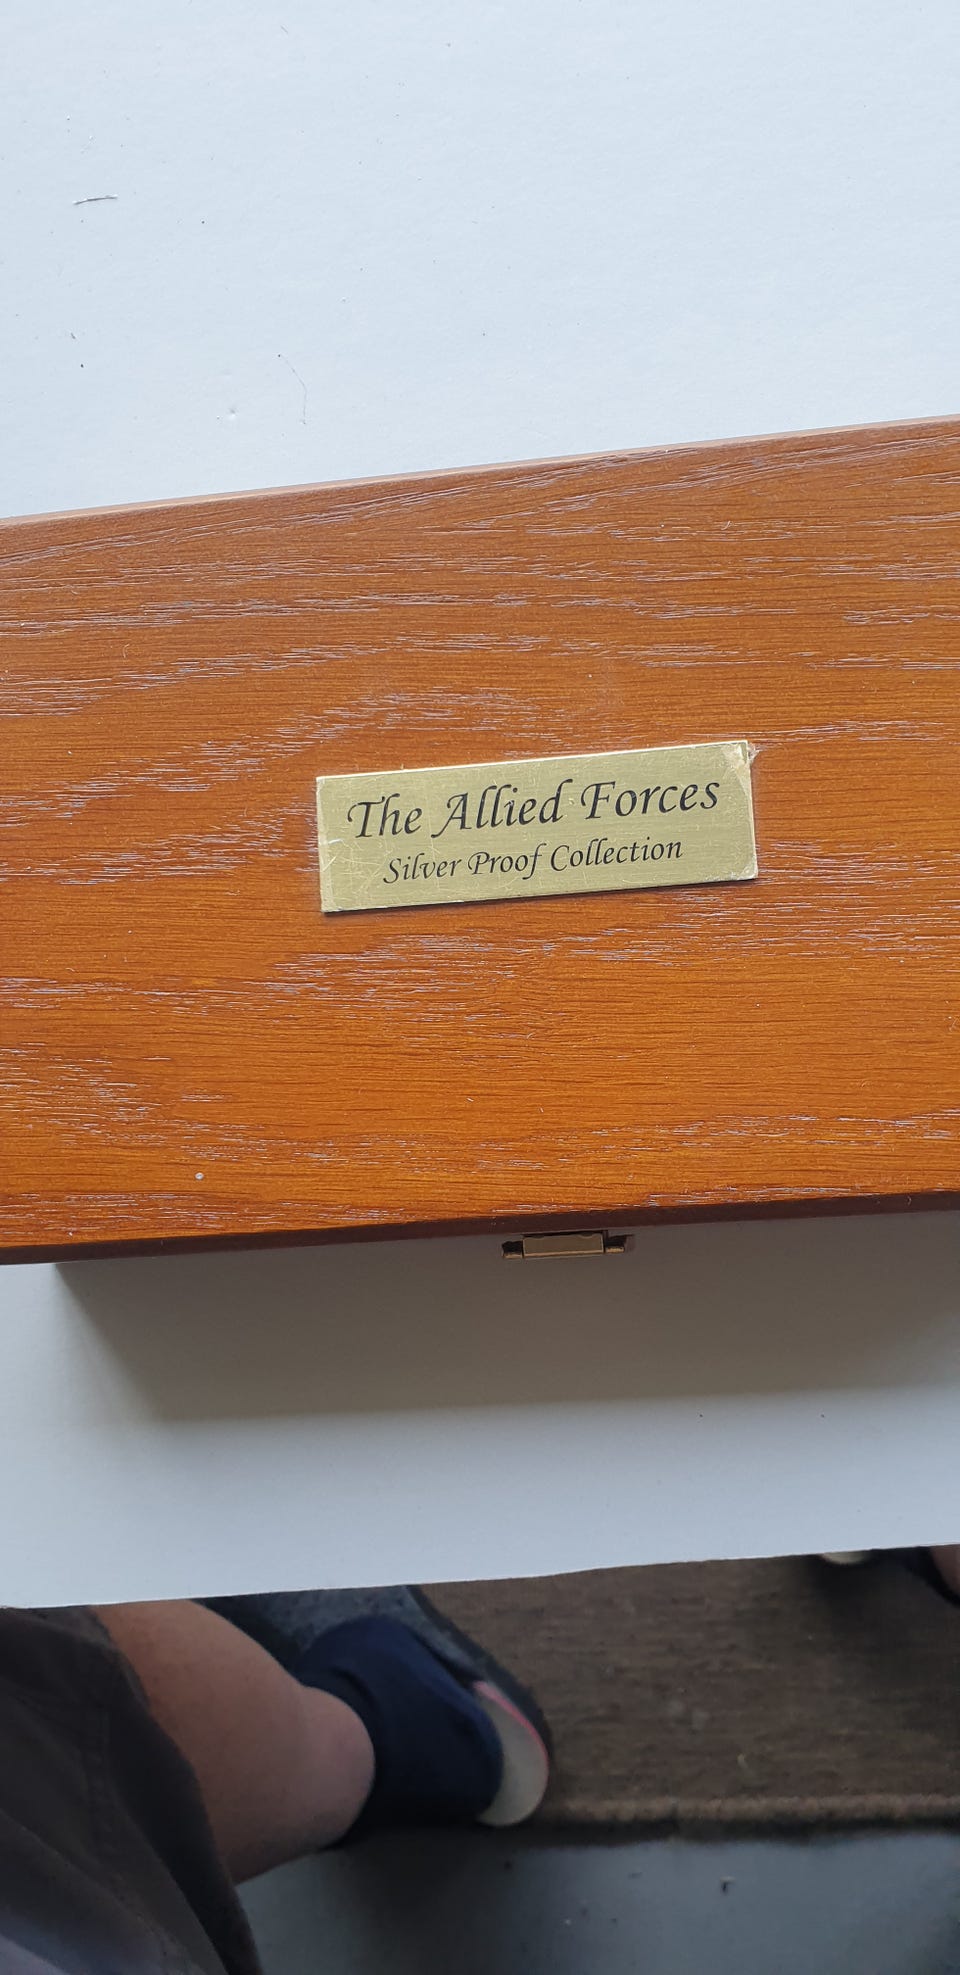 The Allied Forces
Silver Proof Collection